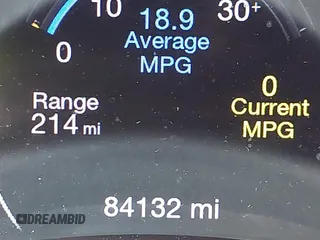 10
18.9
30+
Average
MPG
0
0
Current
MPG
Range
214 mi
84132 mi
DREAMBID